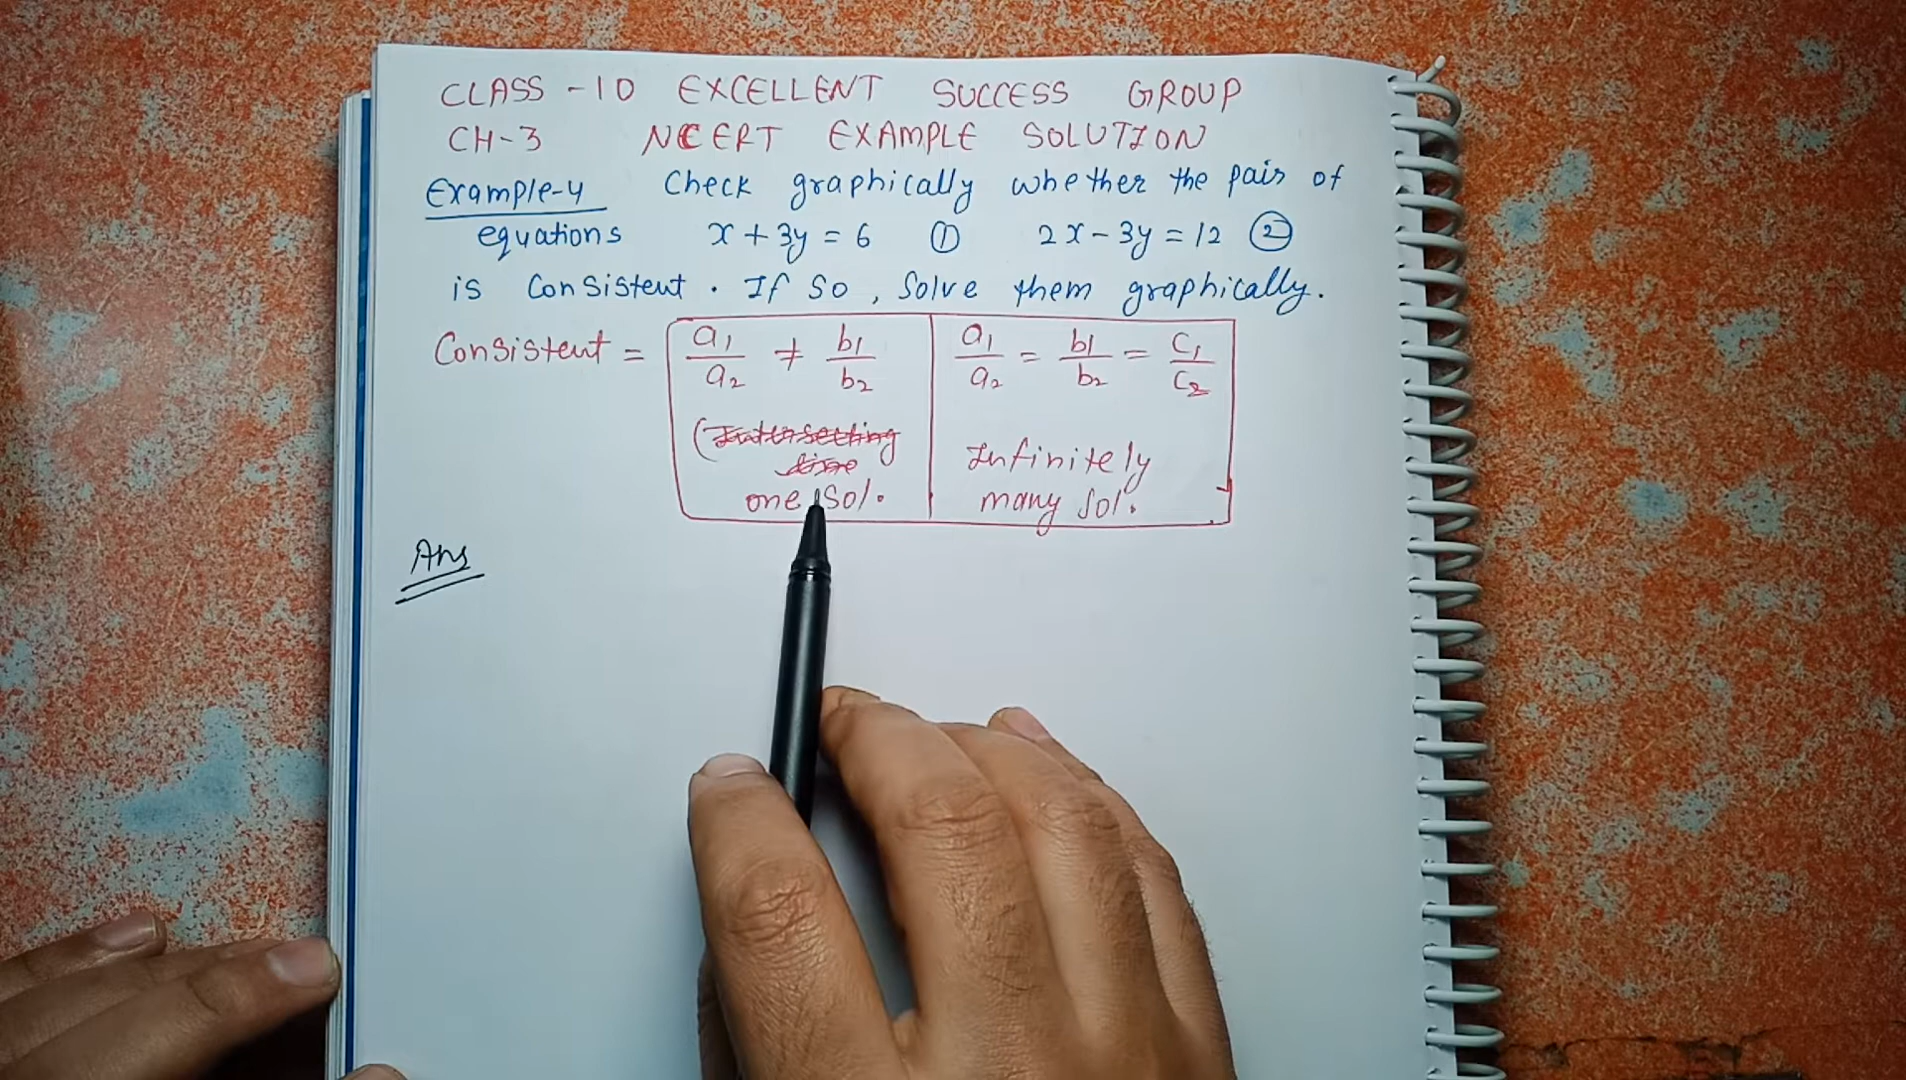 CLASS - 10 EXCELLENT SUCCESS GROUP
CH-3 NCERT EXAMPLE SOLUTION
Example-4 Check graphically whether the pair of
equations x + 3y = 6 ① 2x - 3y = 12 ②
is Consistent. If so, Solve them graphically.
Consistent = a1/a2 ≠ b1/b2 a1/a2 = b1/b2 = c1/c2
(Intersecting
line
one sol. Infinitely
many sol.
Ans